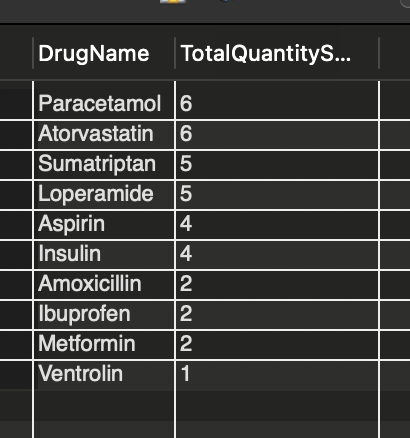 DrugName TotalQuantityS...
Paracetamol 6
Atorvastatin 6
Sumatriptan 5
Loperamide 5
Aspirin 4
Insulin 4
Amoxicillin 2
Ibuprofen 2
Metformin 2
Ventrolin 1